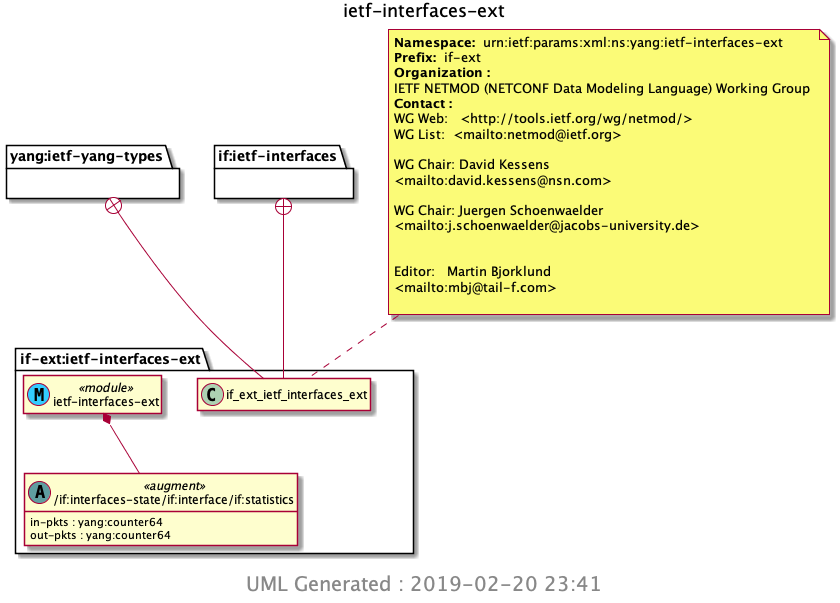 ietf-interfaces-ext
Namespace: urn:ietf:params:xml:ns:yang:ietf-interfaces-ext
Prefix: if-ext
Organization :
IETF NETMOD (NETCONF Data Modeling Language) Working Group
Contact :
WG Web: <http://tools.ietf.org/wg/netmod/>
WG List: <mailto:netmod@ietf.org>
WG Chair: David Kessens
<mailto:david.kessens@nsn.com>
WG Chair: Juergen Schoenwaelder
<mailto:j.schoenwaelder@jacobs-university.de>
Editor: Martin Bjorklund
<mailto:mbj@tail-f.com>
yang:ietf-yang-types
if:ietf-interfaces
if-ext:ietf-interfaces-ext
M
«module»
ietf-interfaces-ext
C if_ext_ietf_interfaces_ext
A
«augment»
/if:interfaces-state/if:interface/if:statistics
in-pkts : yang:counter64
out-pkts : yang:counter64
UML Generated : 2019-02-20 23:41